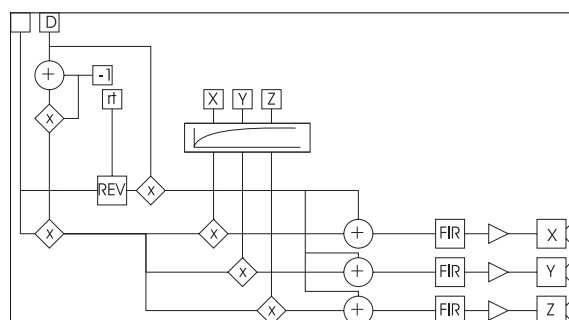 D
+ -1
rt
x
X Y Z
REV x
x x + FIR X
x + FIR Y
x + FIR Z